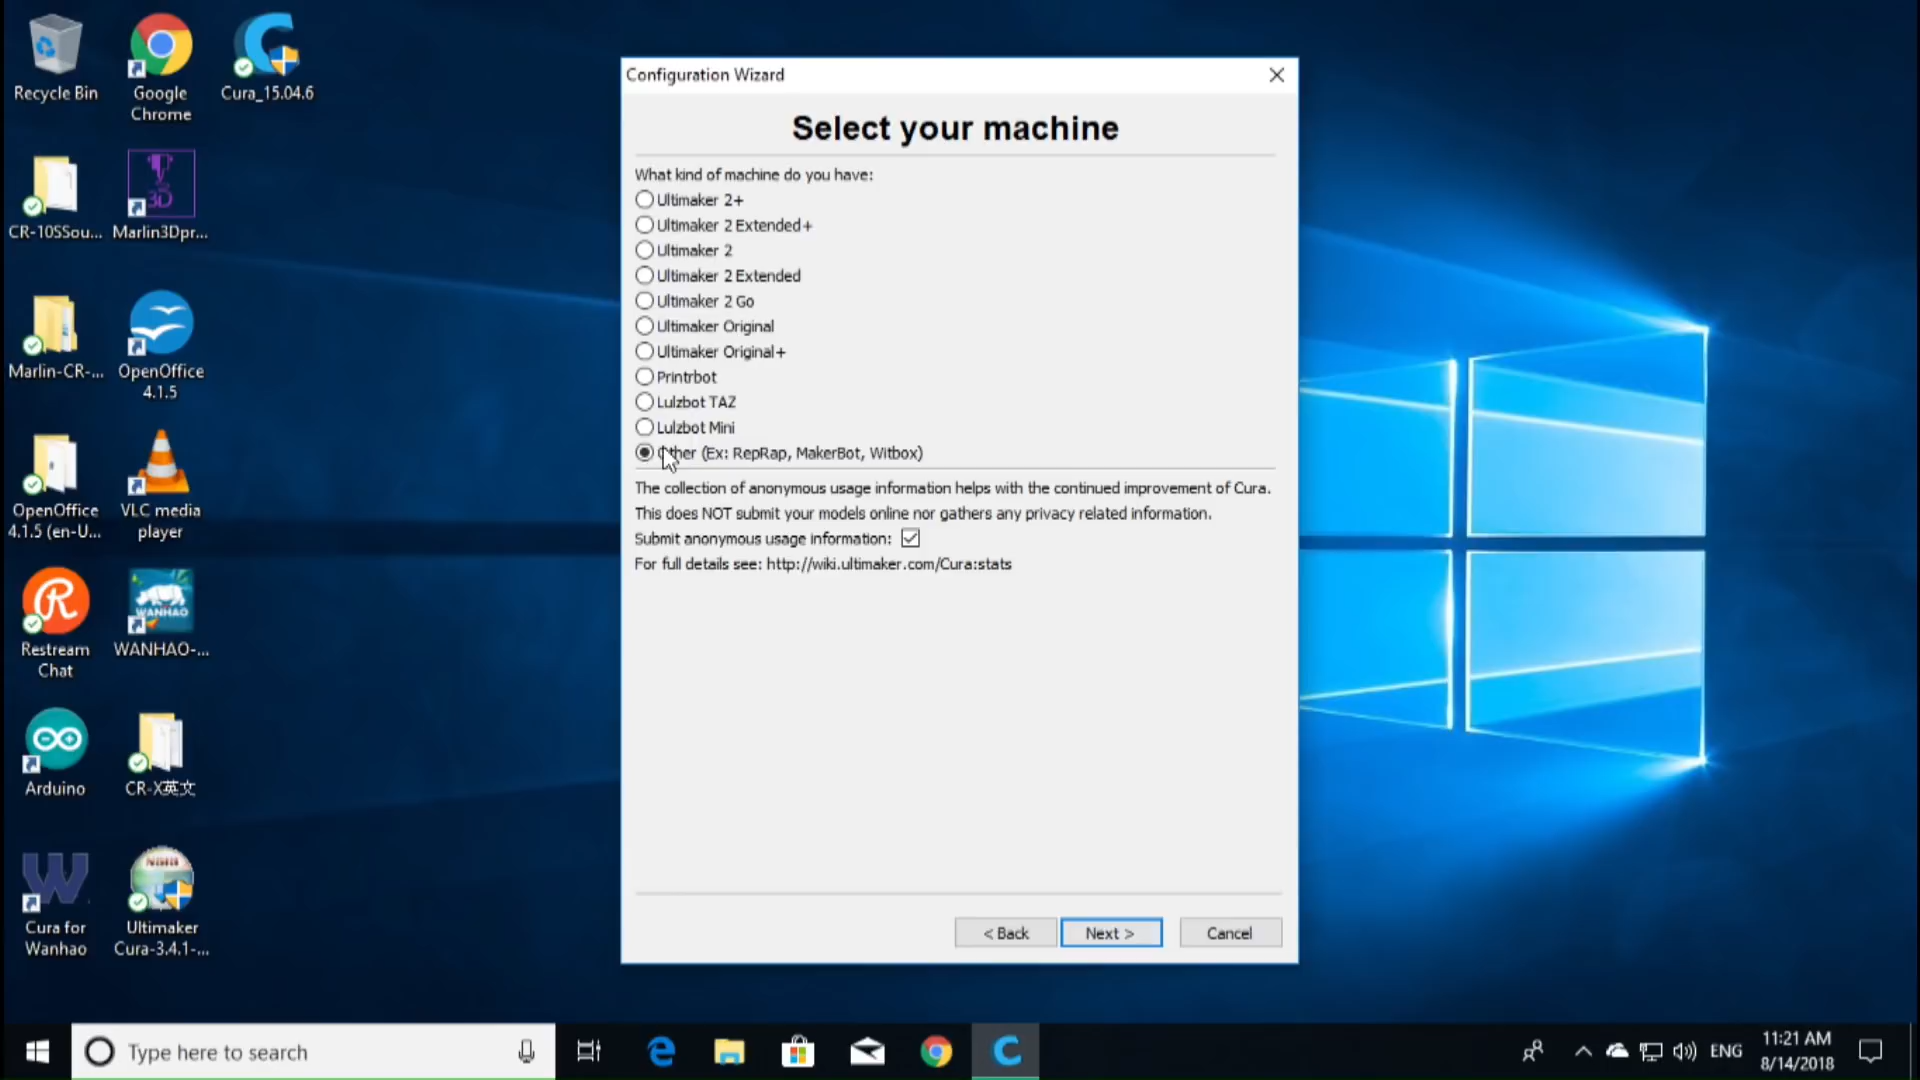 Recycle Bin
Google
Chrome
Cura_15.04.6
CR-10SSou...
Marlin3Dpr...
Marlin-CR-...
OpenOffice
4.1.5
OpenOffice
4.1.5 (en-U...
VLC media
player
Restream
Chat
WANHAO
WANHAO-...
Arduino
CR-X英文
Cura for
Wanhao
Ultimaker
Cura-3.4.1-...
Configuration Wizard
Select your machine
What kind of machine do you have:
Ultimaker 2+
Ultimaker 2 Extended+
Ultimaker 2
Ultimaker 2 Extended
Ultimaker 2 Go
Ultimaker Original
Ultimaker Original+
Printrbot
Lulzbot TAZ
Lulzbot Mini
Other (Ex: RepRap, MakerBot, Witbox)
The collection of anonymous usage information helps with the continued improvement of Cura.
This does NOT submit your models online nor gathers any privacy related information.
Submit anonymous usage information:
For full details see: http://wiki.ultimaker.com/Cura:stats
< Back
Next >
Cancel
Type here to search
ENG
11:21 AM
8/14/2018